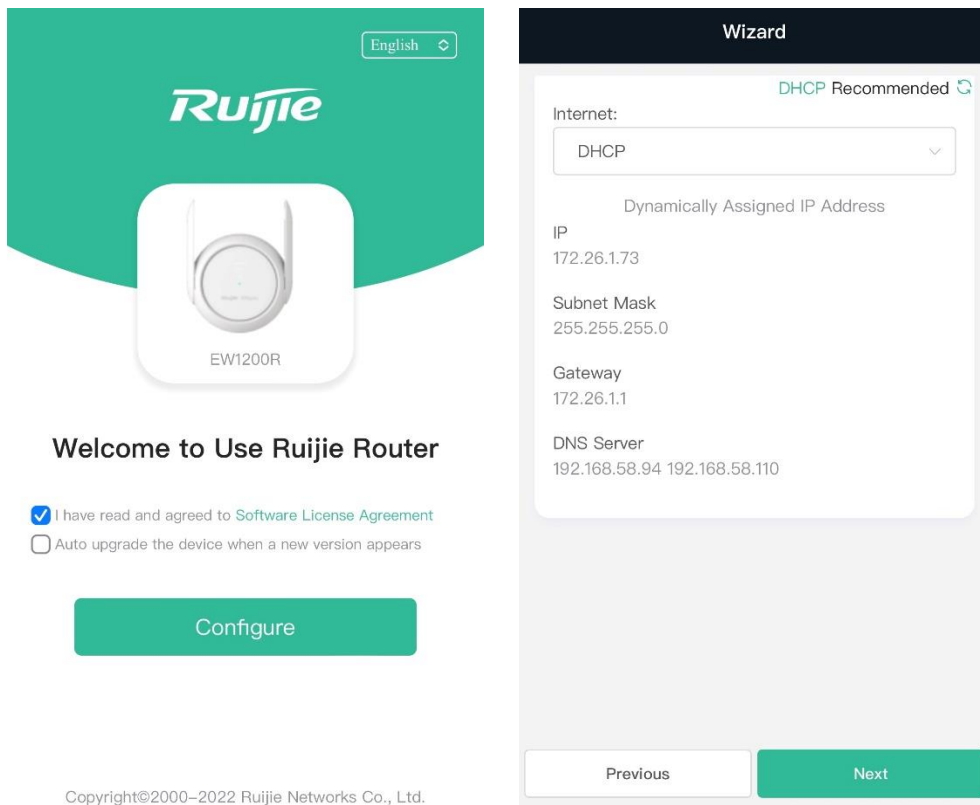 English
Ruijie
EW1200R
Welcome to Use Ruijie Router
I have read and agreed to Software License Agreement
Auto upgrade the device when a new version appears
Configure
Copyright©2000-2022 Ruijie Networks Co., Ltd.
Wizard
DHCP Recommended
Internet:
DHCP
Dynamically Assigned IP Address
IP
172.26.1.73
Subnet Mask
255.255.255.0
Gateway
172.26.1.1
DNS Server
192.168.58.94 192.168.58.110
Previous
Next